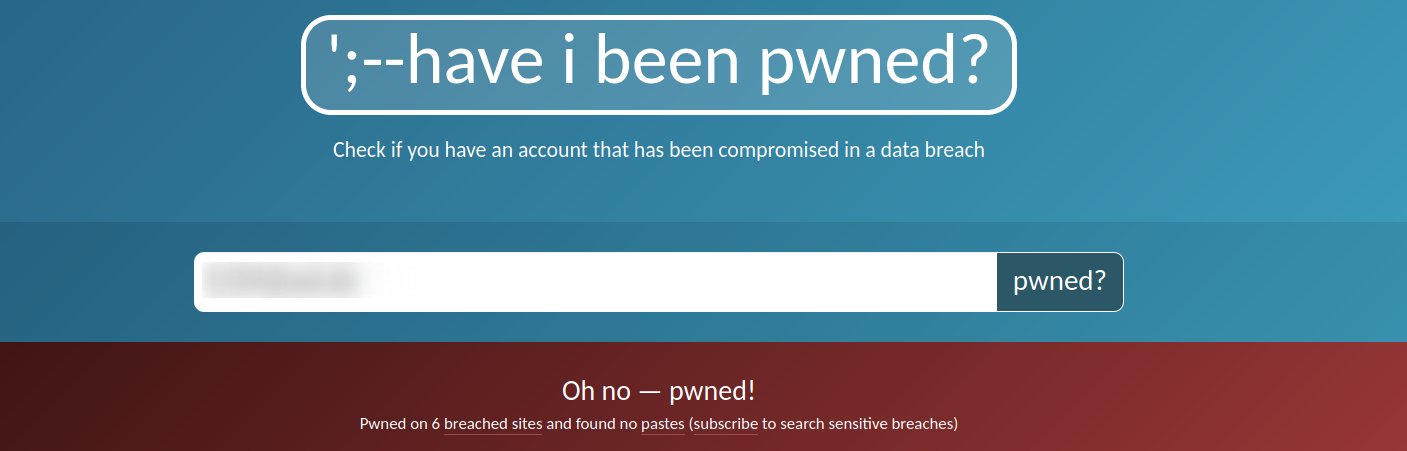 ';--have i been pwned?
Check if you have an account that has been compromised in a data breach
pwned?
Oh no — pwned!
Pwned on 6 breached sites and found no pastes (subscribe to search sensitive breaches)